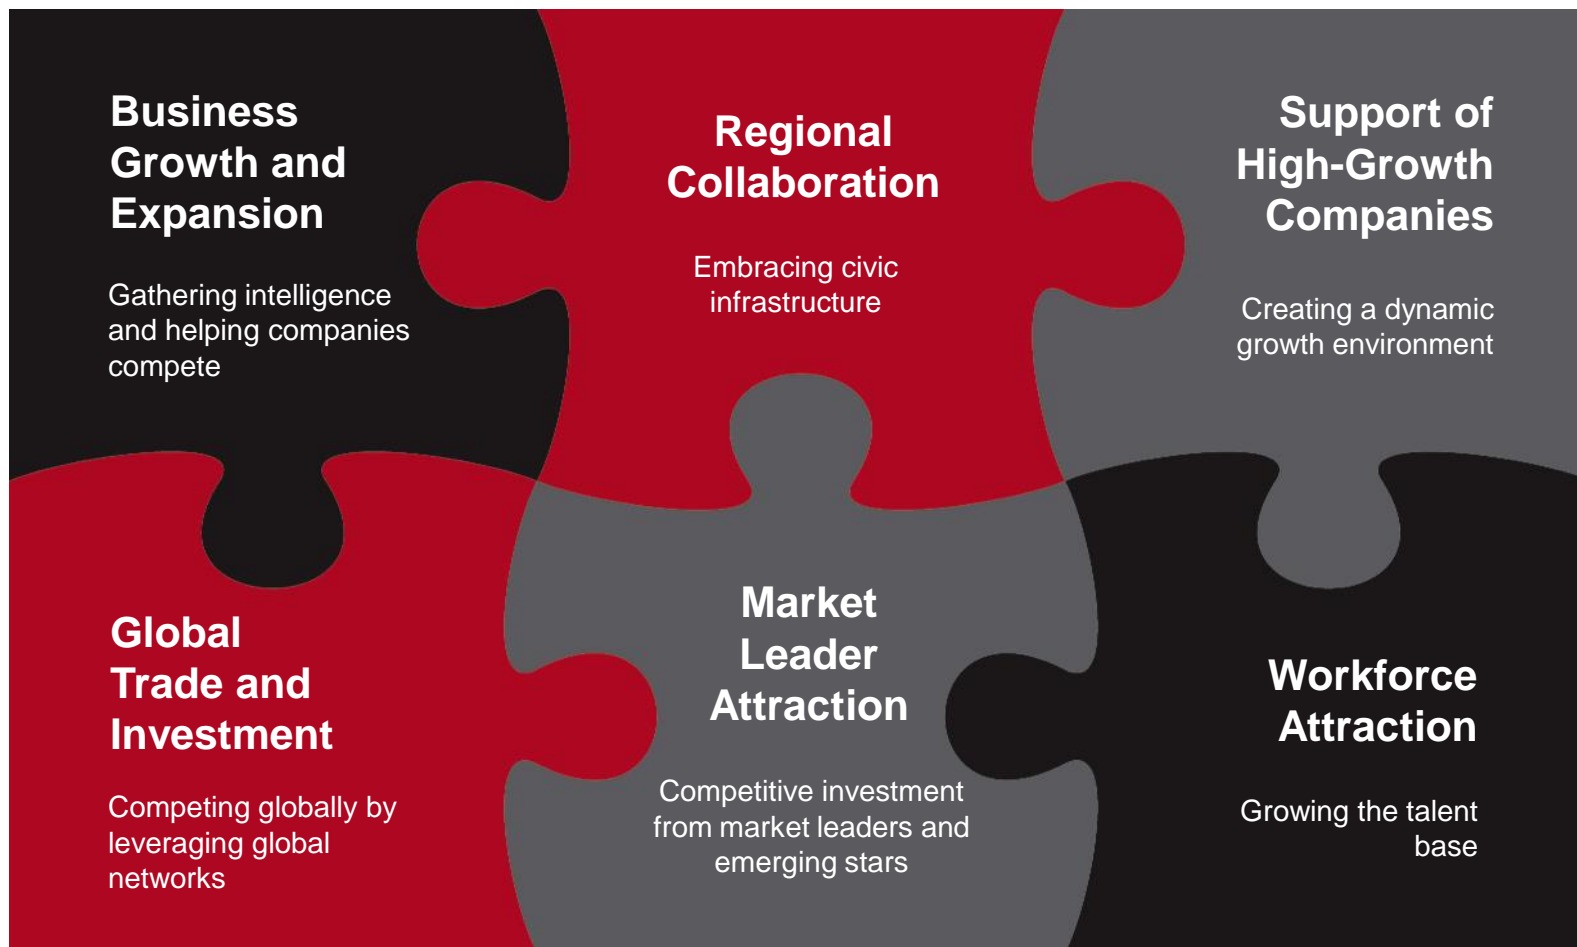 Business
Growth and
Expansion
Gathering intelligence
and helping companies
compete
Regional
Collaboration
Embracing civic
infrastructure
Support of
High-Growth
Companies
Creating a dynamic
growth environment
Global
Trade and
Investment
Competing globally by
leveraging global
networks
Market
Leader
Attraction
Competitive investment
from market leaders and
emerging stars
Workforce
Attraction
Growing the talent
base